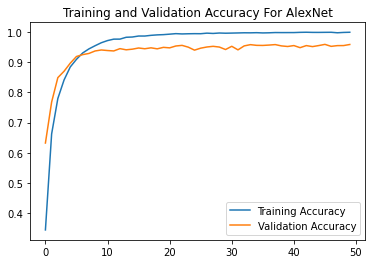 Training and Validation Accuracy For AlexNet
1.0
0.9
0.8
0.7
0.6
0.5
0.4
Training Accuracy
Validation Accuracy
0 10 20 30 40 50